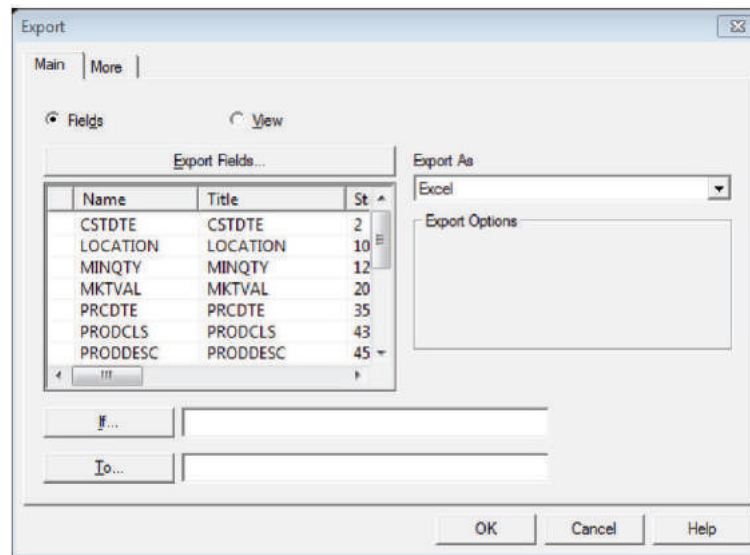 Export
Main More
Fields View
Export Fields...
Export As
Excel
Export Options
Name Title St
CSTDTE CSTDTE 2
LOCATION LOCATION 10
MINQTY MINQTY 12
MKTVAL MKTVAL 20
PRCDTE PRCDTE 35
PRODCLS PRODCLS 43
PRODDESC PRODDESC 45
If...
To...
OK Cancel Help